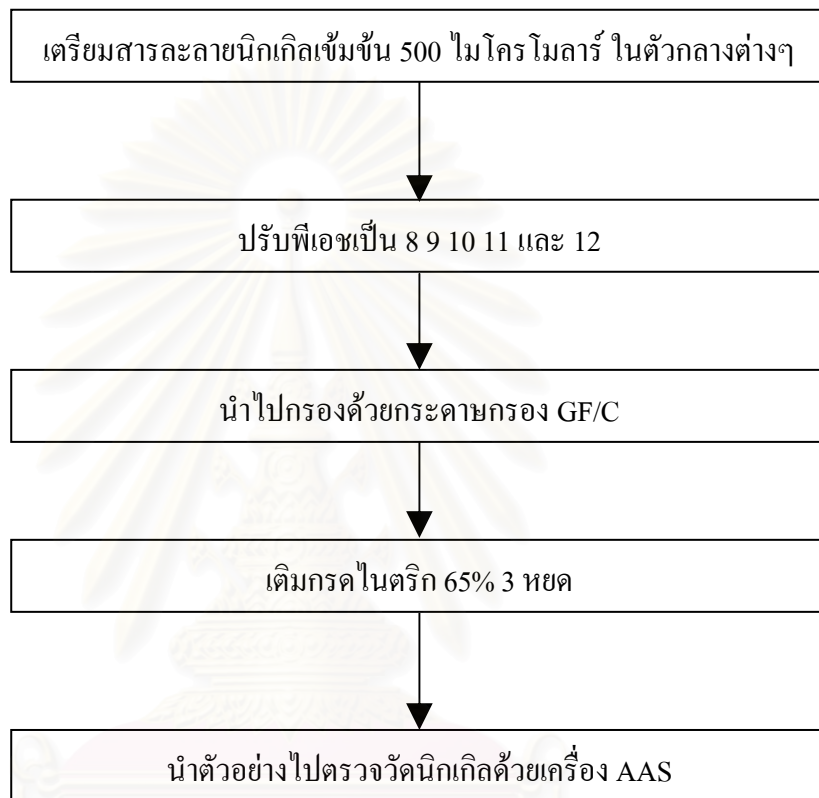 เตรียมสารละลายนิกเกิลเข้มข้น 500 ไมโครโมลาร์ ในตัวกลางต่างๆ
ปรับพีเอชเป็น 8 9 10 11 และ 12
นำไปกรองด้วยกระดาษกรอง GF/C
เติมกรดไนตริก 65% 3 หยด
นำตัวอย่างไปตรวจวัดนิกเกิลด้วยเครื่อง AAS